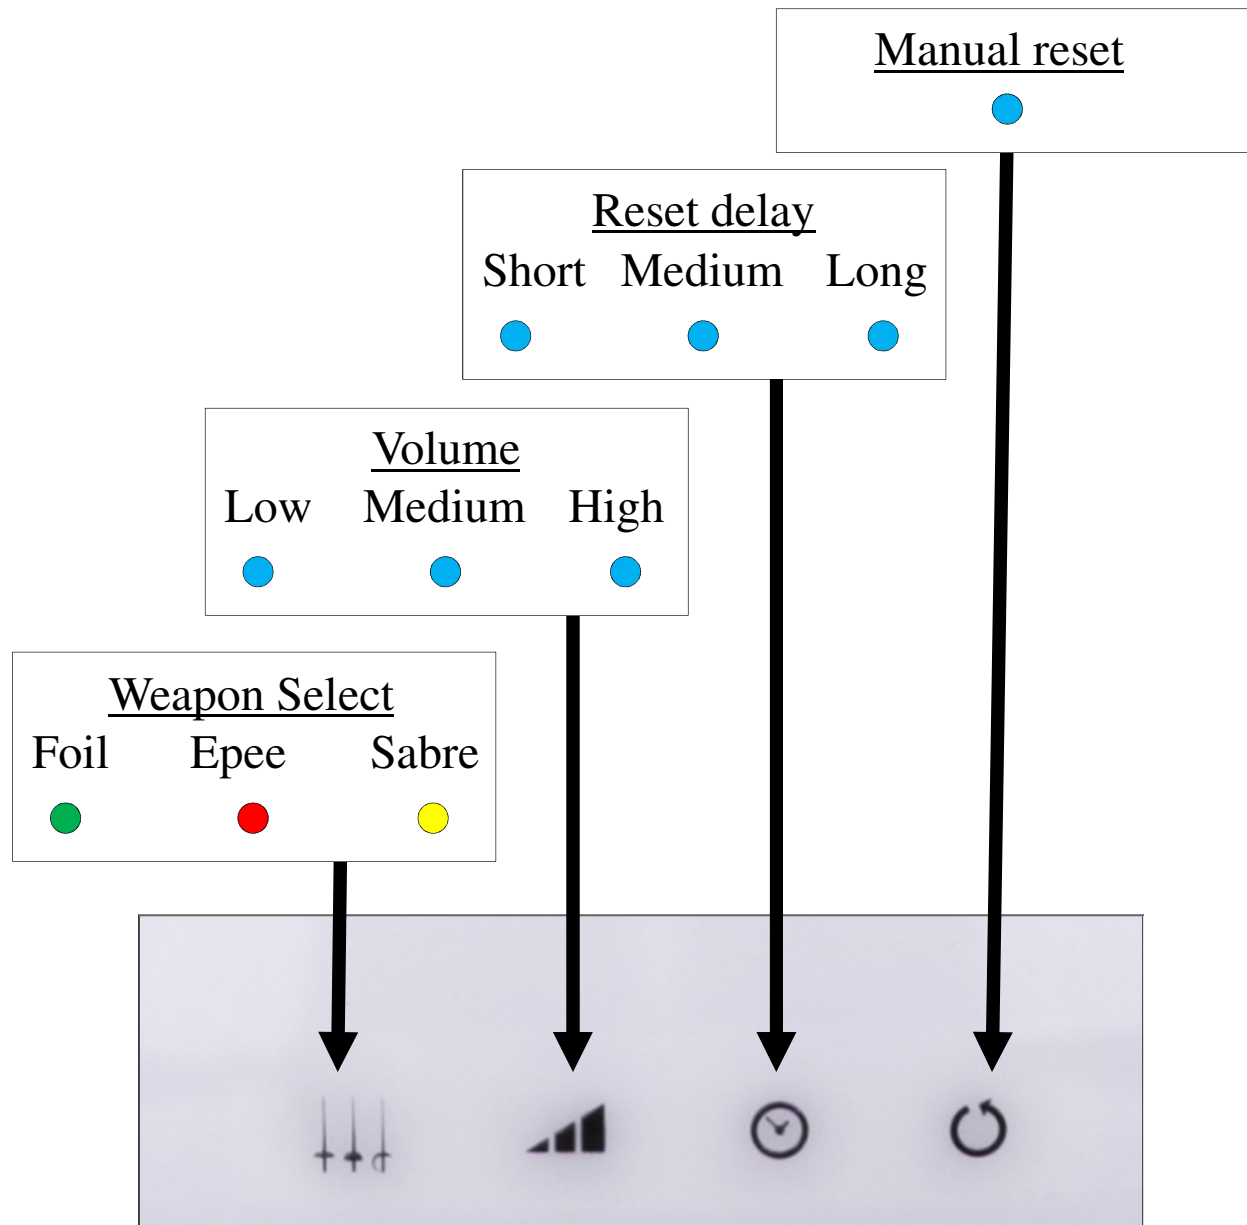 Manual reset
Reset delay
Short Medium Long
Volume
Low Medium High
Weapon Select
Foil Epee Sabre